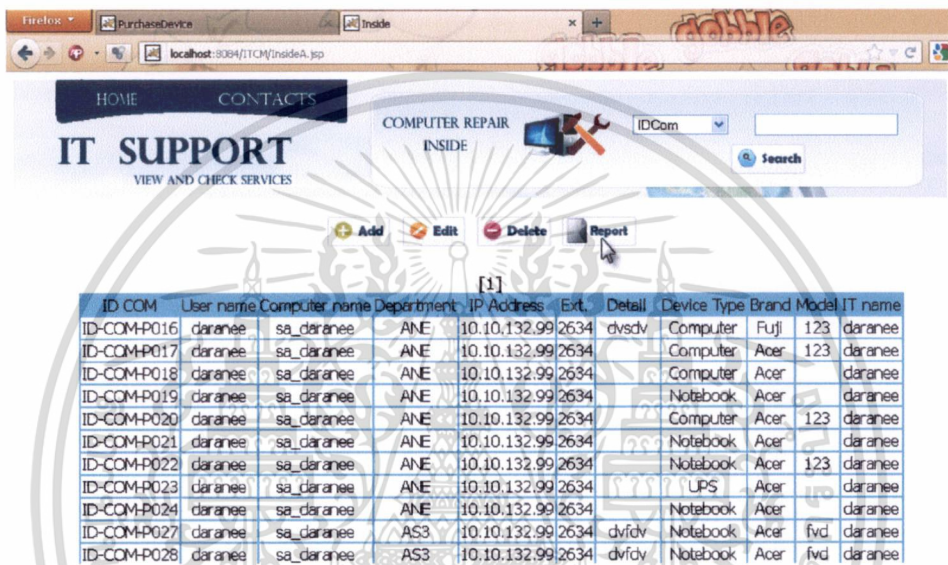 Firefox
PurchaseDevice
Inside
localhost:8084/ITCM/InsideA.jsp
HOME CONTACTS
IT SUPPORT
VIEW AND CHECK SERVICES
COMPUTER REPAIR
INSIDE
IDCom
Search
Add Edit Delete Report
[1]
ID COM User name Computer name Department IP Address Ext. Detail Device Type Brand Model IT name
ID-COM-P016 daranee sa_daranee ANE 10.10.132.99 2634 dvsdv Computer Fuji 123 daranee
ID-COM-P017 daranee sa_daranee ANE 10.10.132.99 2634 Computer Acer 123 daranee
ID-COM-P018 daranee sa_daranee ANE 10.10.132.99 2634 Computer Acer daranee
ID-COM-P019 daranee sa_daranee ANE 10.10.132.99 2634 Notebook Acer daranee
ID-COM-P020 daranee sa_daranee ANE 10.10.132.99 2634 Computer Acer 123 daranee
ID-COM-P021 daranee sa_daranee ANE 10.10.132.99 2634 Notebook Acer daranee
ID-COM-P022 daranee sa_daranee ANE 10.10.132.99 2634 Notebook Acer 123 daranee
ID-COM-P023 daranee sa_daranee ANE 10.10.132.99 2634 UPS Acer daranee
ID-COM-P024 daranee sa_daranee ANE 10.10.132.99 2634 Notebook Acer daranee
ID-COM-P027 daranee sa_daranee AS3 10.10.132.99 2634 dvfdv Notebook Acer fvd daranee
ID-COM-P028 daranee sa_daranee AS3 10.10.132.99 2634 dvfdv Notebook Acer fvd daranee